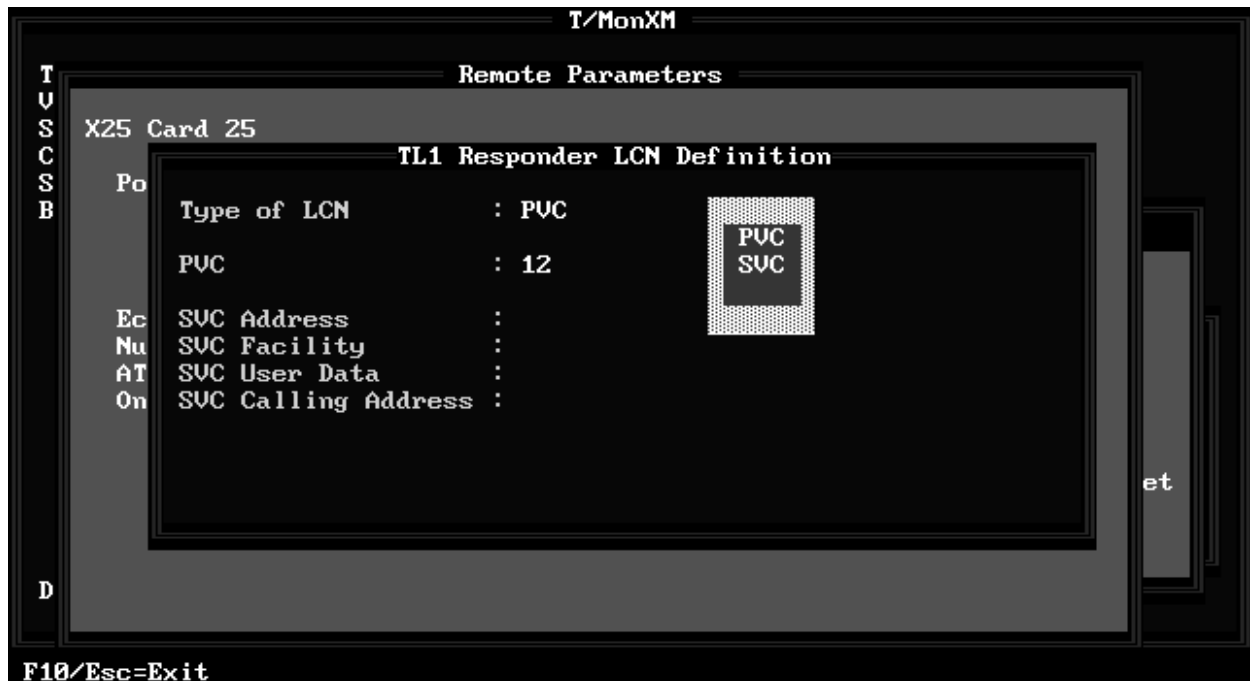 T/MonXM
T
V
S
C
S
B
D
Remote Parameters
X25 Card 25
Po
Ec
Nu
AT
On
TL1 Responder LCN Definition
Type of LCN : PVC
PVC : 12
SVC Address :
SVC Facility :
SVC User Data :
SVC Calling Address :
PVC
SVC
et
F10/Esc=Exit